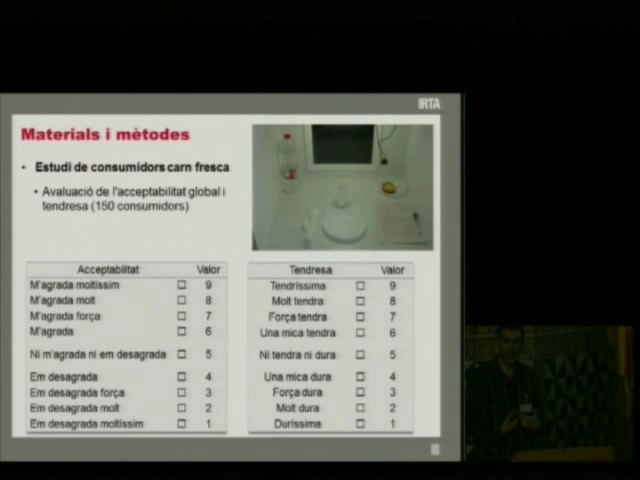 IRTA
Materials i mètodes
• Estudi de consumidors carn fresca
• Avaluació de l'acceptabilitat global i
tendresa (150 consumidors)
Acceptabilitat Valor
M'agrada moltíssim ☐ 9
M'agrada molt ☐ 8
M'agrada força ☐ 7
M'agrada ☐ 6
Ni m'agrada ni em desagrada ☐ 5
Em desagrada ☐ 4
Em desagrada força ☐ 3
Em desagrada molt ☐ 2
Em desagrada moltíssim ☐ 1
Tendresa Valor
Tendríssima ☐ 9
Molt tendra ☐ 8
Força tendra ☐ 7
Una mica tendra ☐ 6
Ni tendra ni dura ☐ 5
Una mica dura ☐ 4
Força dura ☐ 3
Molt dura ☐ 2
Duríssima ☐ 1